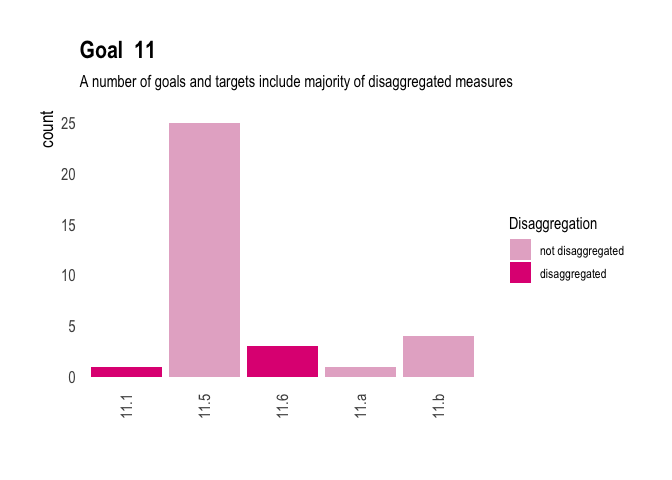 Goal  11
A number of goals and targets include majority of disaggregated measures
count
25
20
15
10
5
0
11.1
11.5
11.6
11.a
11.b
Disaggregation
not disaggregated
disaggregated